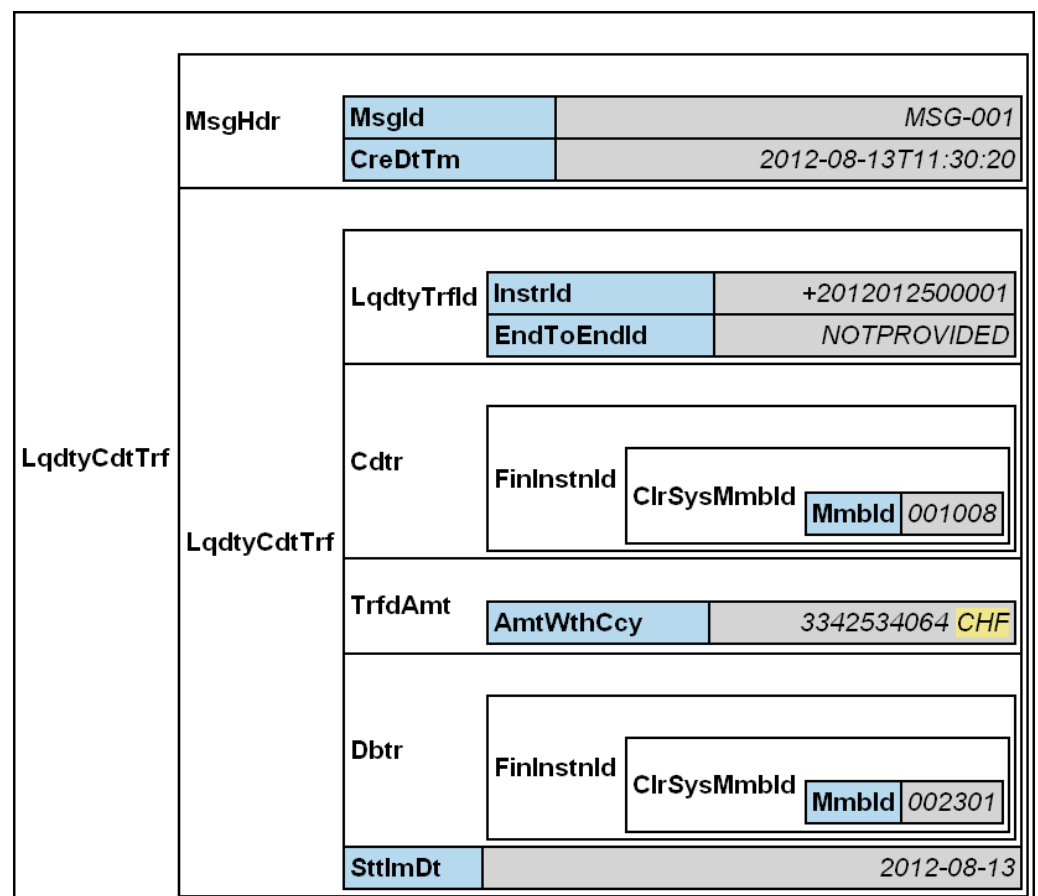 MsgHdr
MsgId MSG-001
CreDtTm 2012-08-13T11:30:20
LqdtyTrfId InstrId +2012012500001
EndToEndId NOTPROVIDED
LqdtyCdtTrf
Cdtr
FinInstnId
ClrSysMmbId
MmbId 001008
LqdtyCdtTrf
TrfdAmt
AmtWthCcy 3342534064 CHF
Dbtr
FinInstnId
ClrSysMmbId
MmbId 002301
SttlmDt 2012-08-13